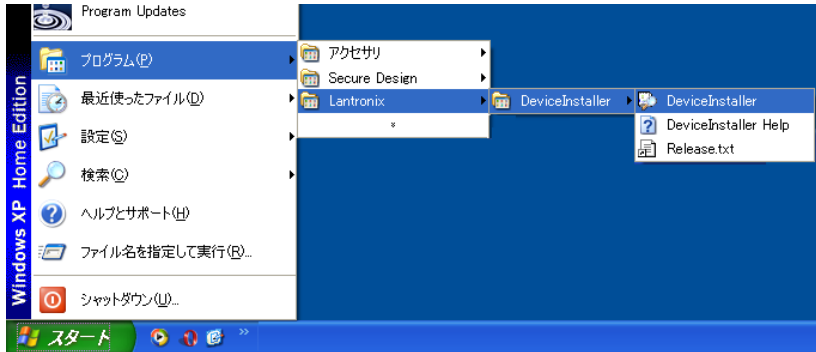 Program Updates
プログラム(P)
最近使ったファイル(D)
設定(S)
検索(C)
ヘルプとサポート(H)
ファイル名を指定して実行(R)...
シャットダウン(U)...
Windows XP Home Edition
アクセサリ
Secure Design
Lantronix
DeviceInstaller
DeviceInstaller
DeviceInstaller Help
Release.txt
スタート